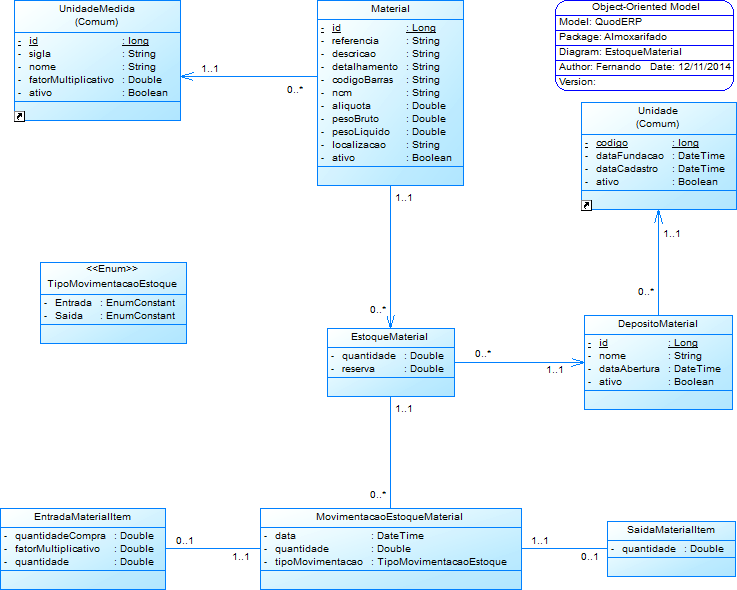 UnidadeMedida
(Comum)
- id : long
- sigla : String
- nome : String
- fatorMultiplicativo : Double
- ativo : Boolean
1..1
0..*
Material
- id : Long
- referencia : String
- descricao : String
- detalhamento : String
- codigoBarras : String
- ncm : String
- aliquota : Double
- pesoBruto : Double
- pesoLiquido : Double
- localizacao : String
- ativo : Boolean
Object-Oriented Model
Model: QuodERP
Package: Almoxarifado
Diagram: EstoqueMaterial
Author: Fernando Date: 12/11/2014
Version:
Unidade
(Comum)
- codigo : long
- dataFundacao : DateTime
- dataCadastro : DateTime
- ativo : Boolean
1..1
1..1
<<Enum>>
TipoMovimentacaoEstoque
- Entrada : EnumConstant
- Saida : EnumConstant
0..*
0..*
EstoqueMaterial
- quantidade : Double
- reserva : Double
0..*
1..1
DepositoMaterial
- id : Long
- nome : String
- dataAbertura : DateTime
- ativo : Boolean
1..1
0..*
EntradaMaterialItem
- quantidadeCompra : Double
- fatorMultiplicativo : Double
- quantidade : Double
0..1
1..1
MovimentacaoEstoqueMaterial
- data : DateTime
- quantidade : Double
- tipoMovimentacao : TipoMovimentacaoEstoque
1..1
0..1
SaidaMaterialItem
- quantidade : Double